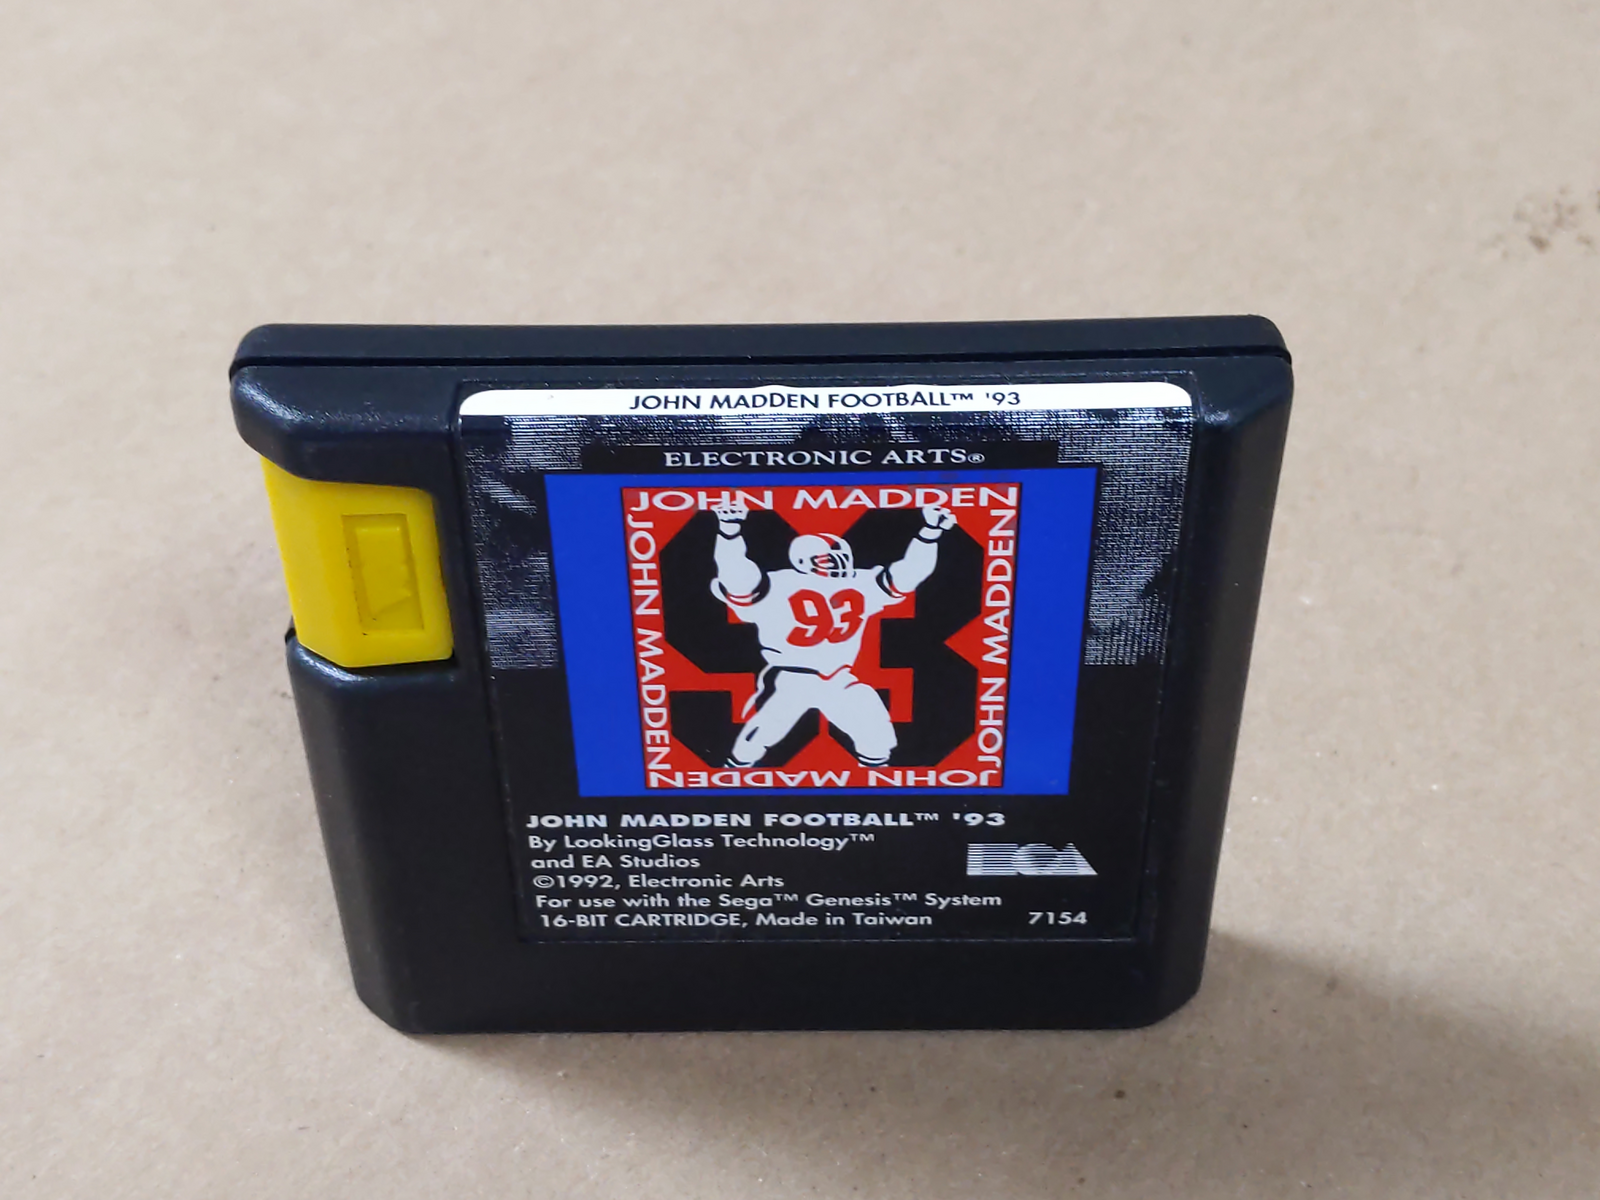 JOHN MADDEN FOOTBALL™ '93
ELECTRONIC ARTS®
JOHN MADDEN
JOHN MADDEN
JOHN MADDEN
93
93
JOHN MADDEN
JOHN MADDEN FOOTBALL™ '93
By LookingGlass Technology™
and EA Studios
©1992, Electronic Arts
EA
For use with the Sega™ Genesis™ System
16-BIT CARTRIDGE, Made in Taiwan
7154